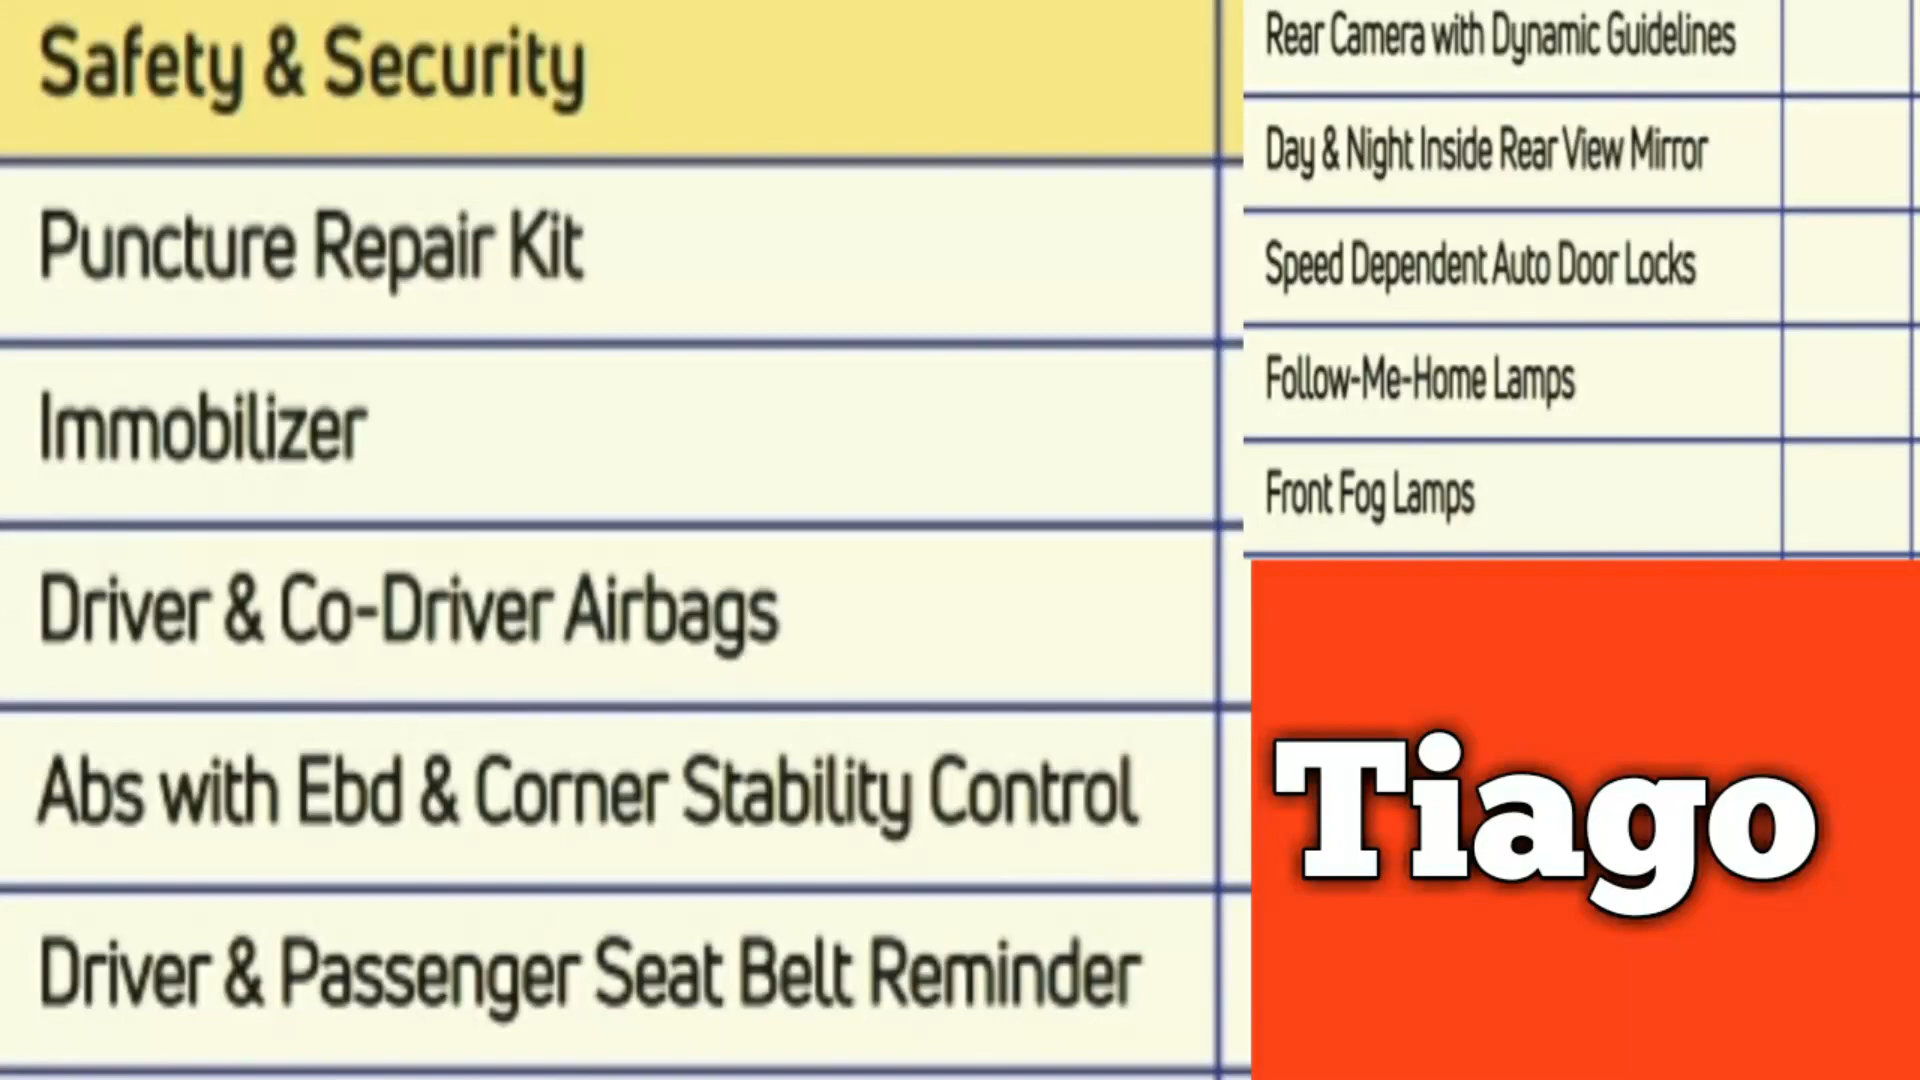 Safety & Security
Puncture Repair Kit
Immobilizer
Driver & Co-Driver Airbags
Abs with Ebd & Corner Stability Control
Driver & Passenger Seat Belt Reminder
Rear Camera with Dynamic Guidelines
Day & Night Inside Rear View Mirror
Speed Dependent Auto Door Locks
Follow-Me-Home Lamps
Front Fog Lamps
Tiago